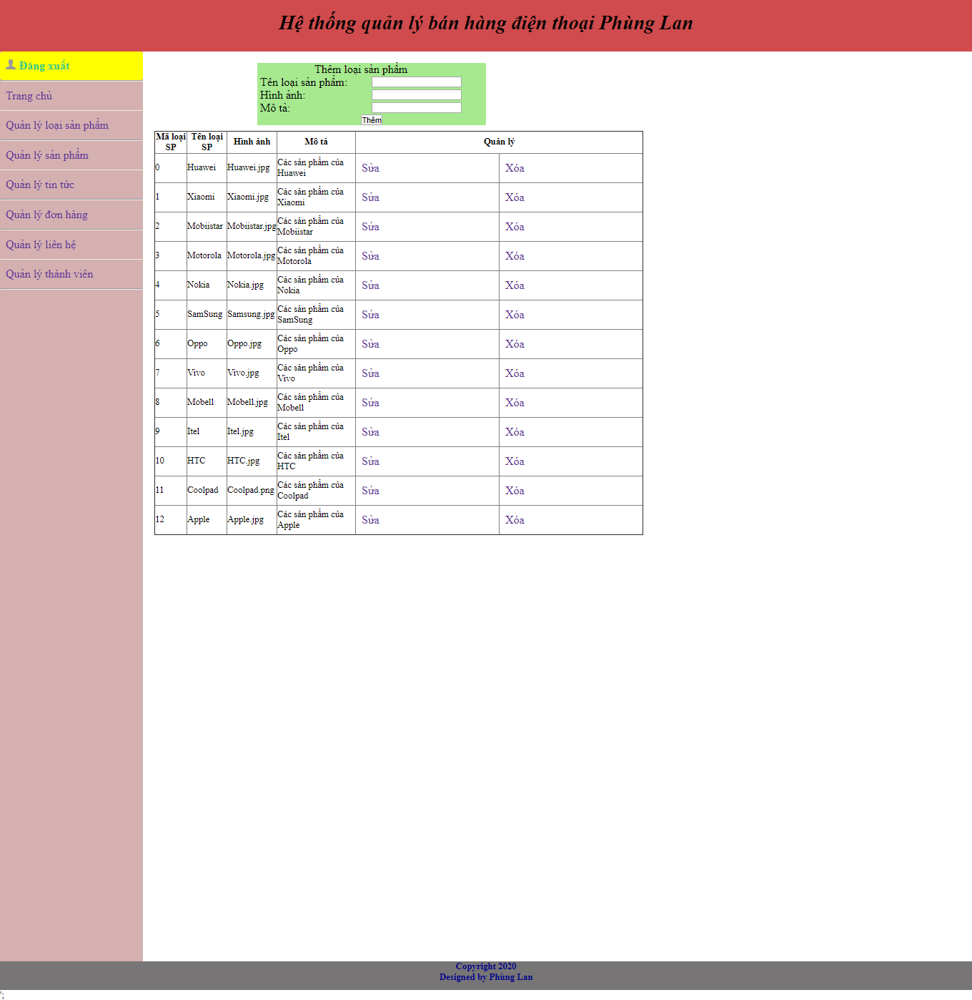 Hệ thống quản lý bán hàng điện thoại Phùng Lan
Đăng xuất
Trang chủ
Quản lý loại sản phẩm
Quản lý sản phẩm
Quản lý tin tức
Quản lý đơn hàng
Quản lý liên hệ
Quản lý thành viên
Thêm loại sản phẩm
Tên loại sản phẩm:
Hình ảnh:
Mô tả:
Thêm
Mã loại SP Tên loại SP Hình ảnh Mô tả Quản lý
0 Huawei Huawei.jpg Các sản phẩm của Huawei Sửa Xóa
1 Xiaomi Xiaomi.jpg Các sản phẩm của Xiaomi Sửa Xóa
2 Mobiistar Mobiistar.jpg Các sản phẩm của Mobiistar Sửa Xóa
3 Motorola Motorola.jpg Các sản phẩm của Motorola Sửa Xóa
4 Nokia Nokia.jpg Các sản phẩm của Nokia Sửa Xóa
5 SamSung Samsung.jpg Các sản phẩm của SamSung Sửa Xóa
6 Oppo Oppo.jpg Các sản phẩm của Oppo Sửa Xóa
7 Vivo Vivo.jpg Các sản phẩm của Vivo Sửa Xóa
8 Mobell Mobell.jpg Các sản phẩm của Mobell Sửa Xóa
9 Itel Itel.jpg Các sản phẩm của Itel Sửa Xóa
10 HTC HTC.jpg Các sản phẩm của HTC Sửa Xóa
11 Coolpad Coolpad.png Các sản phẩm của Coolpad Sửa Xóa
12 Apple Apple.jpg Các sản phẩm của Apple Sửa Xóa
Copyright 2020
Designed by Phùng Lan
';